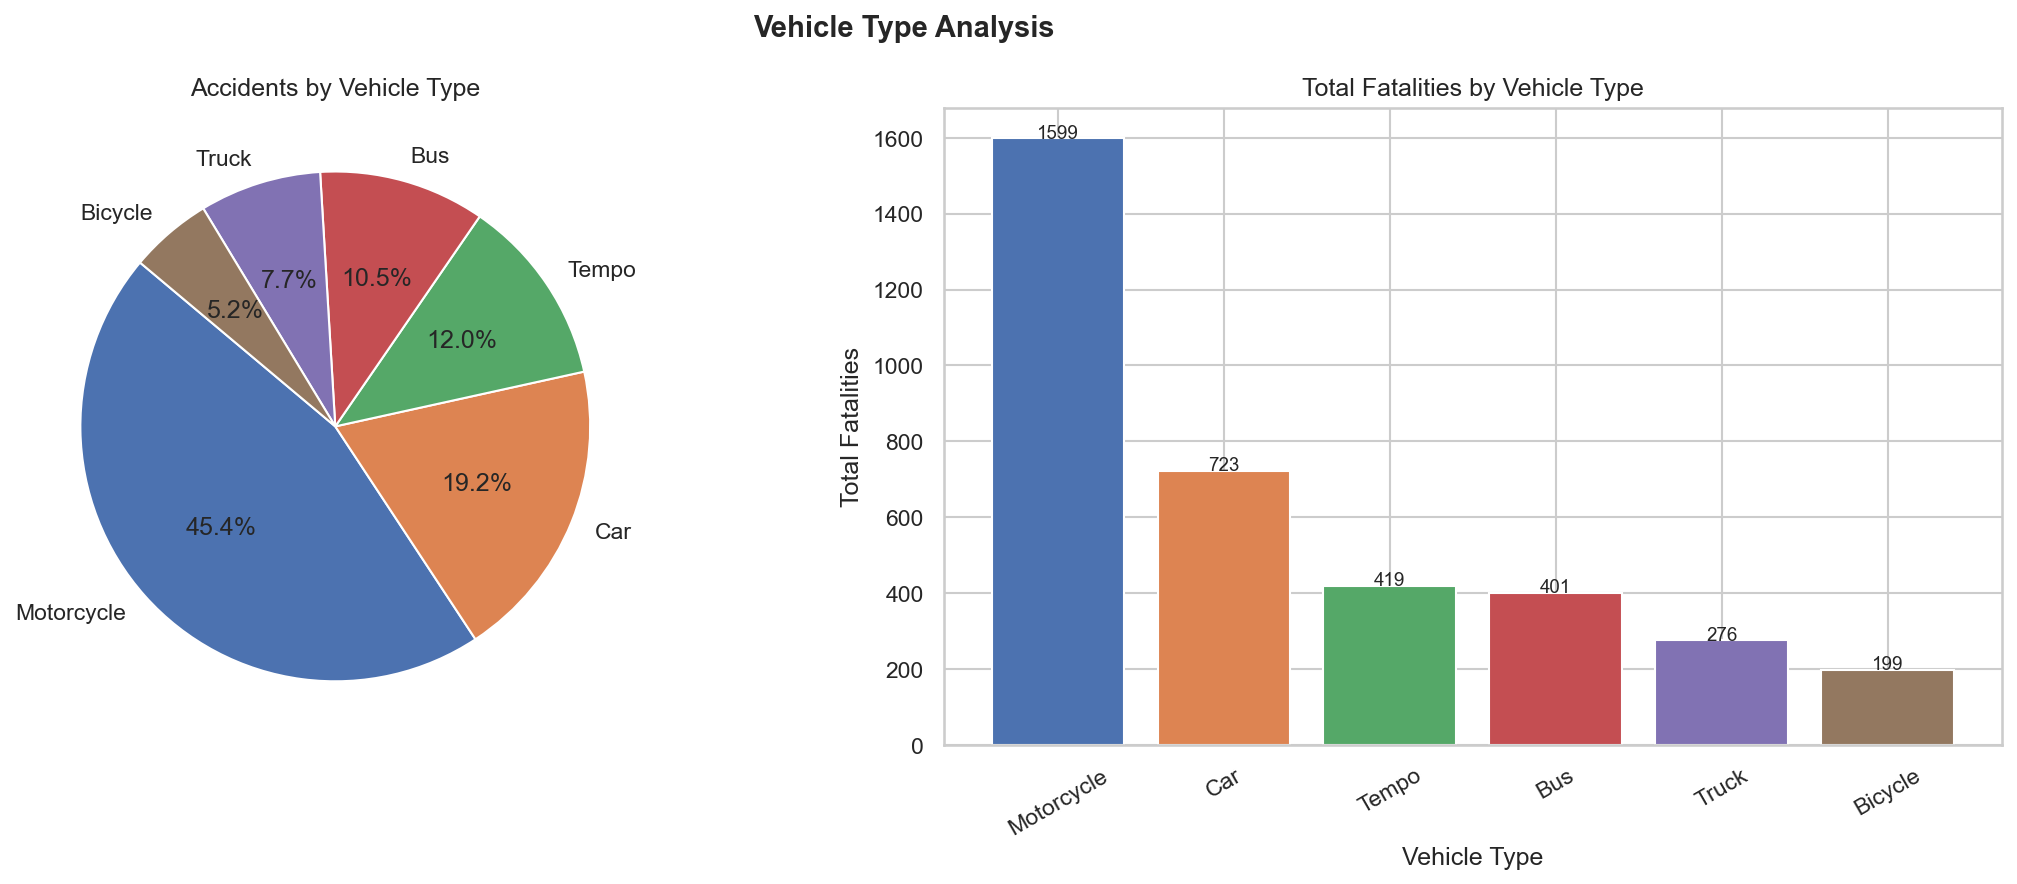 Vehicle Type Analysis
Accidents by Vehicle Type
Truck
Bus
Bicycle
Tempo
7.7%
10.5%
5.2%
12.0%
19.2%
45.4%
Car
Motorcycle
Total Fatalities by Vehicle Type
Total Fatalities
1600
1400
1200
1000
800
600
400
200
0
1599
723
419
401
276
199
Motorcycle
Car
Tempo
Bus
Truck
Bicycle
Vehicle Type